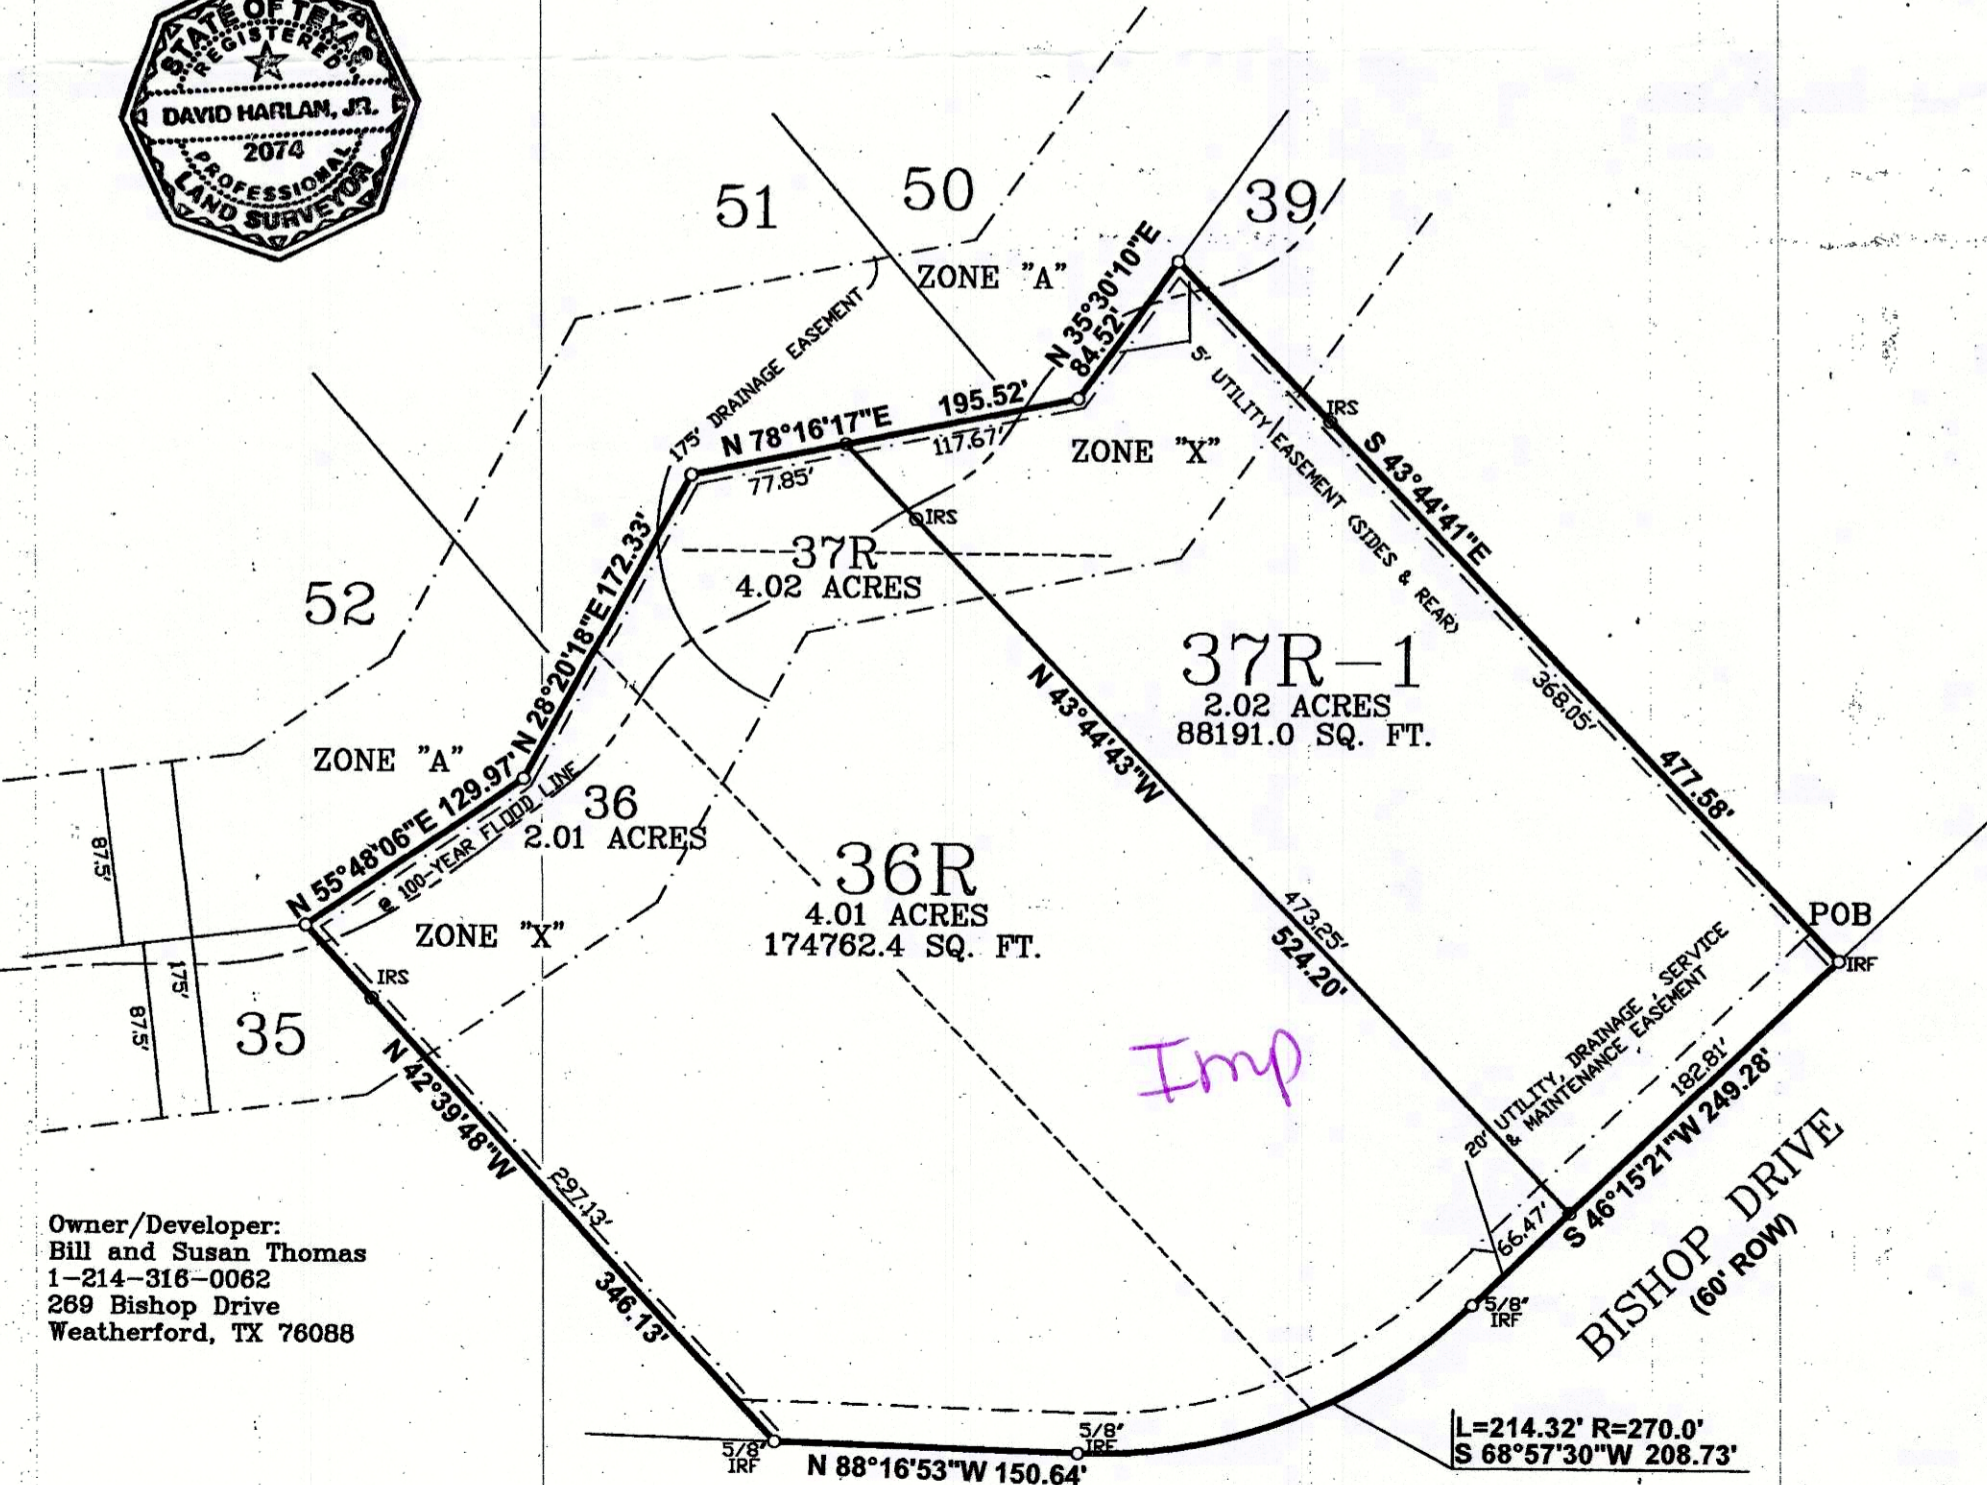 STATE OF TEXAS
REGISTERED
DAVID HARLAN, JR.
2074
PROFESSIONAL
LAND SURVEYOR
51
50
39
ZONE "A"
N 35°30'10"E
84.52'
175' DRAINAGE EASEMENT
N 78°16'17"E
195.52'
77.85'
117.67'
ZONE "X"
5' UTILITY EASEMENT (SIDES & REAR)
IRS
S 43°44'41"E
IRS
37R
4.02 ACRES
52
N 28°20'18"E 172.33'
37R-1
2.02 ACRES
88191.0 SQ. FT.
N 43°44'43"W
368.05'
477.58'
ZONE "A"
N 55°48'06"E 129.97'
@ 100-YEAR FLOOD LINE
36
2.01 ACRES
87.5'
175'
87.5'
ZONE "X"
36R
4.01 ACRES
174762.4 SQ. FT.
473.25'
524.20'
POB
IRF
IRS
35
N 42°39'48"W
297.13'
346.13'
Imp
20' UTILITY, DRAINAGE, SERVICE
& MAINTENANCE EASEMENT
182.81'
S 46°15'21"W 249.28'
66.47'
BISHOP DRIVE
(60' ROW)
5/8"
IRF
Owner/Developer:
Bill and Susan Thomas
1-214-316-0062
269 Bishop Drive
Weatherford, TX 76088
5/8'
IRF
5/8'
IRF
N 88°16'53"W 150.64'
L=214.32' R=270.0'
S 68°57'30"W 208.73'